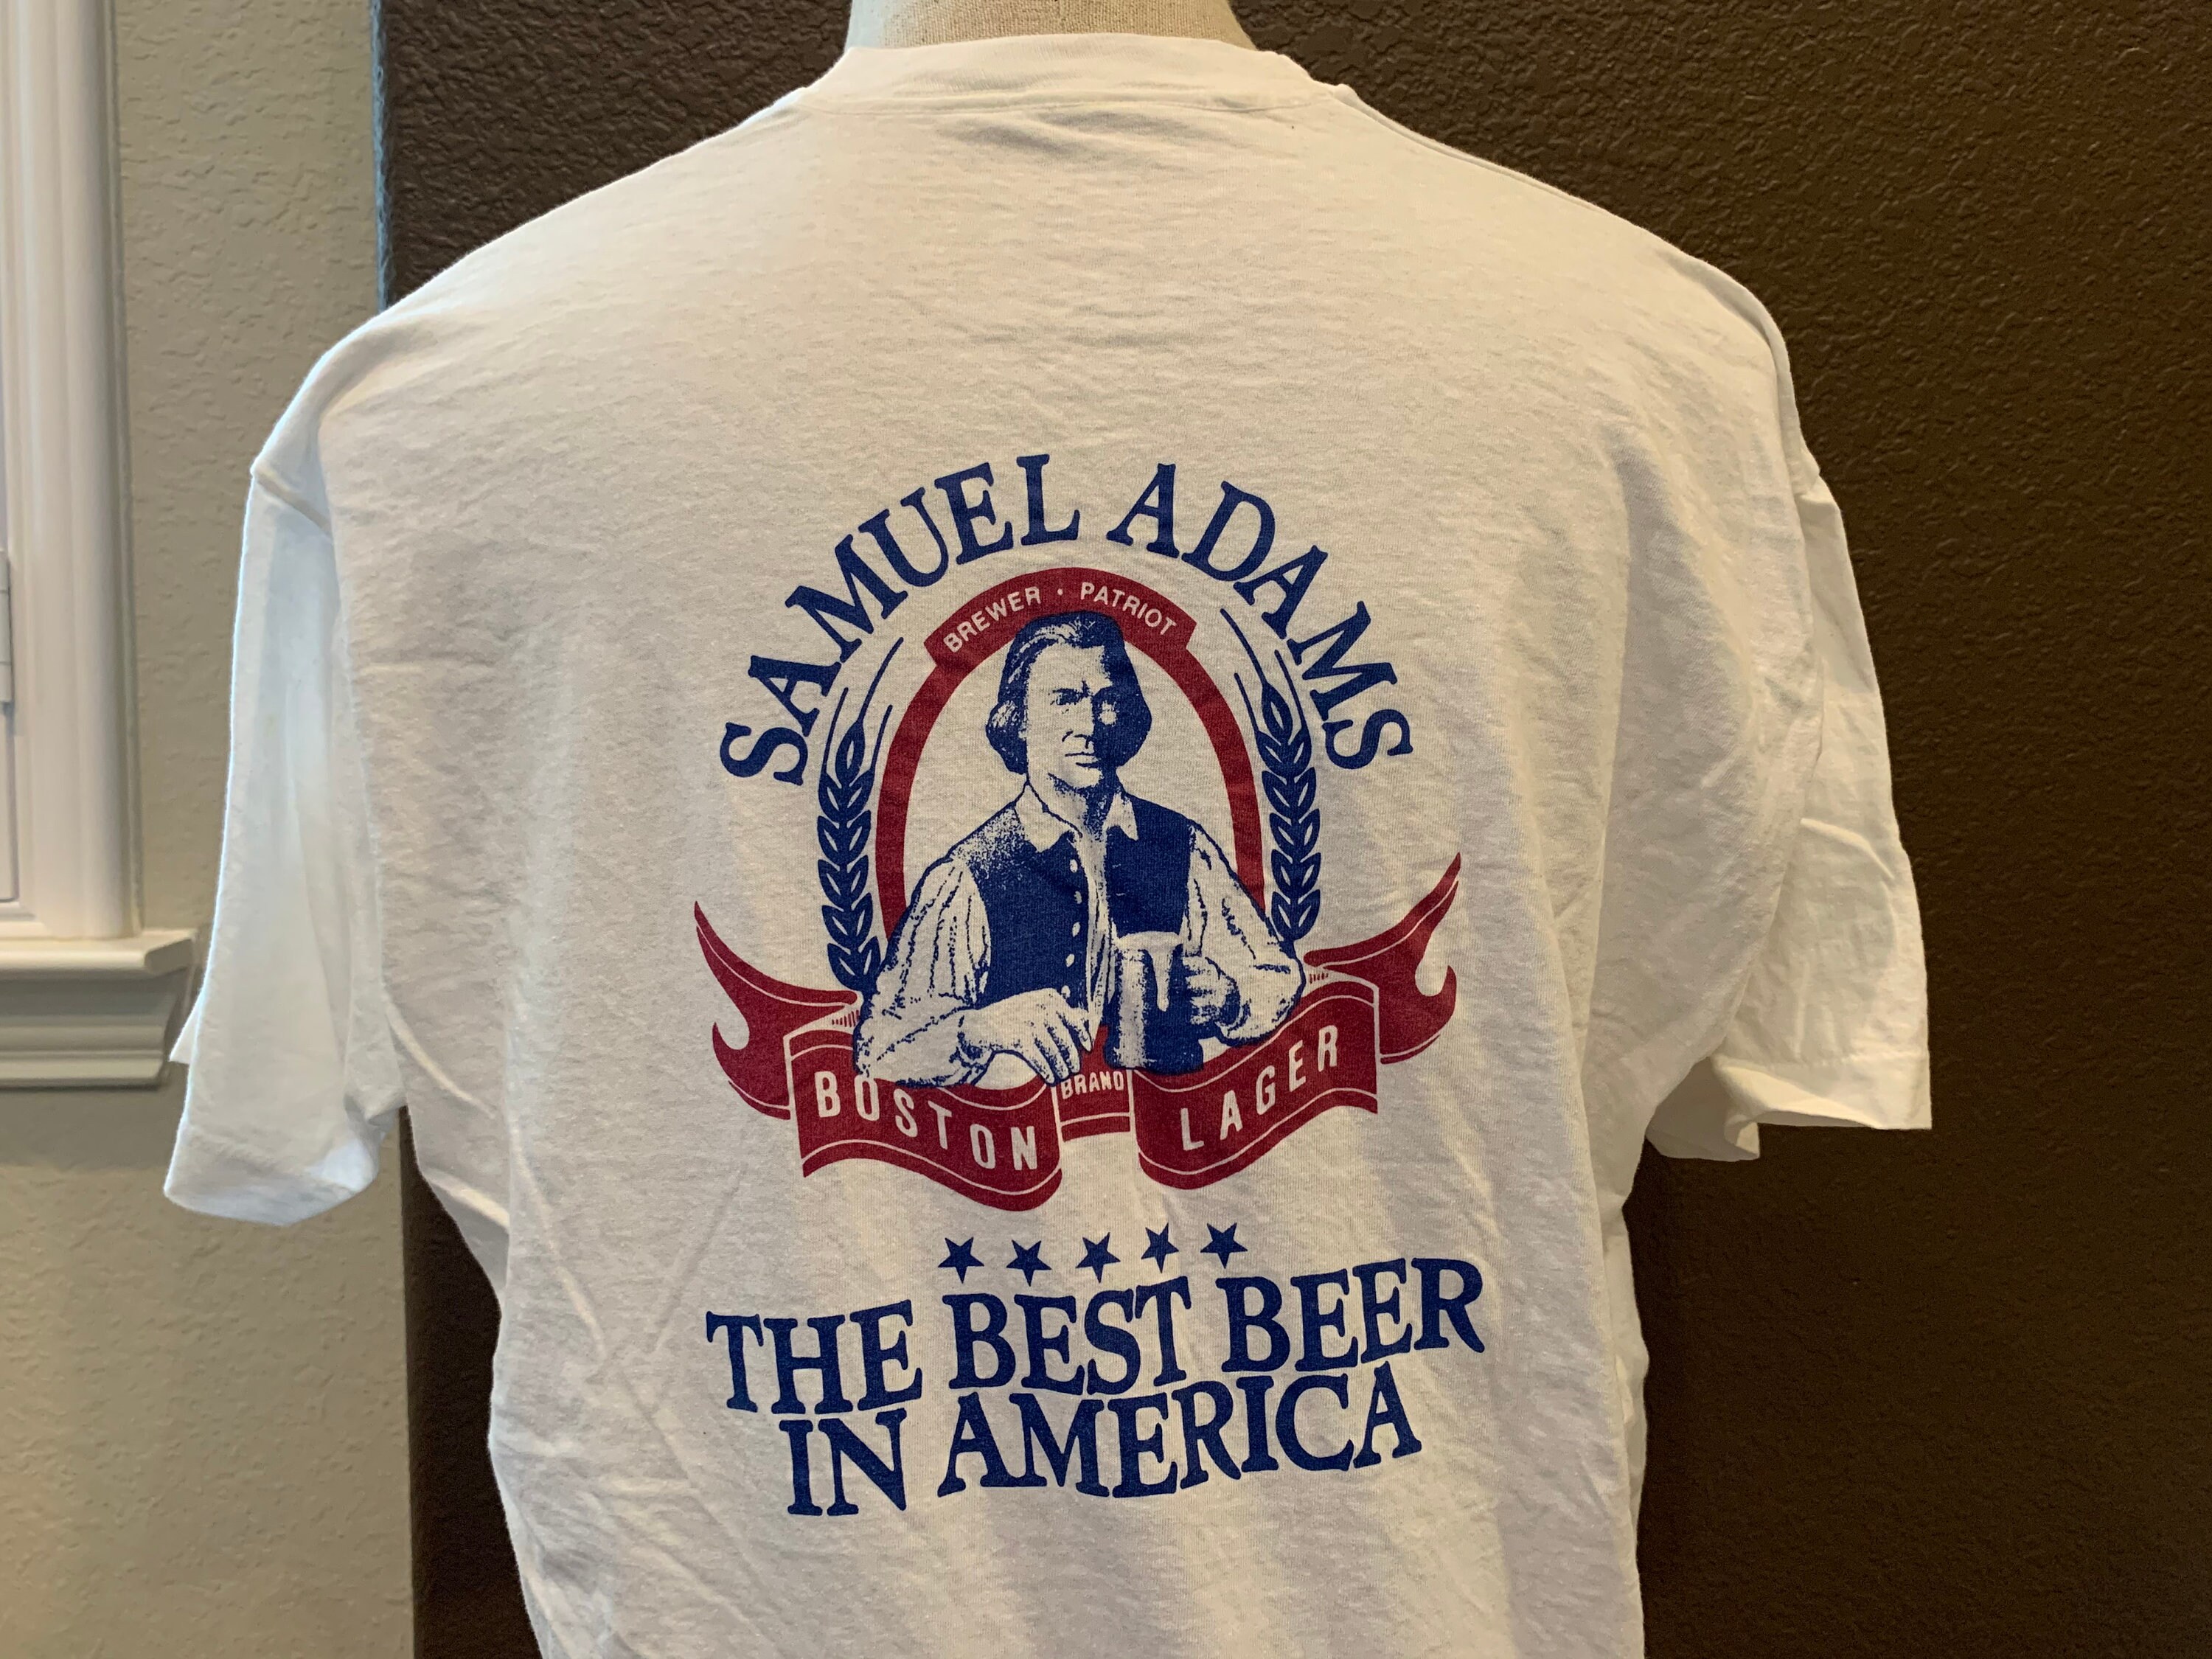 SAMUEL ADAMS
BREWER · PATRIOT
BOSTON BRAND LAGER
THE BEST BEER
IN AMERICA